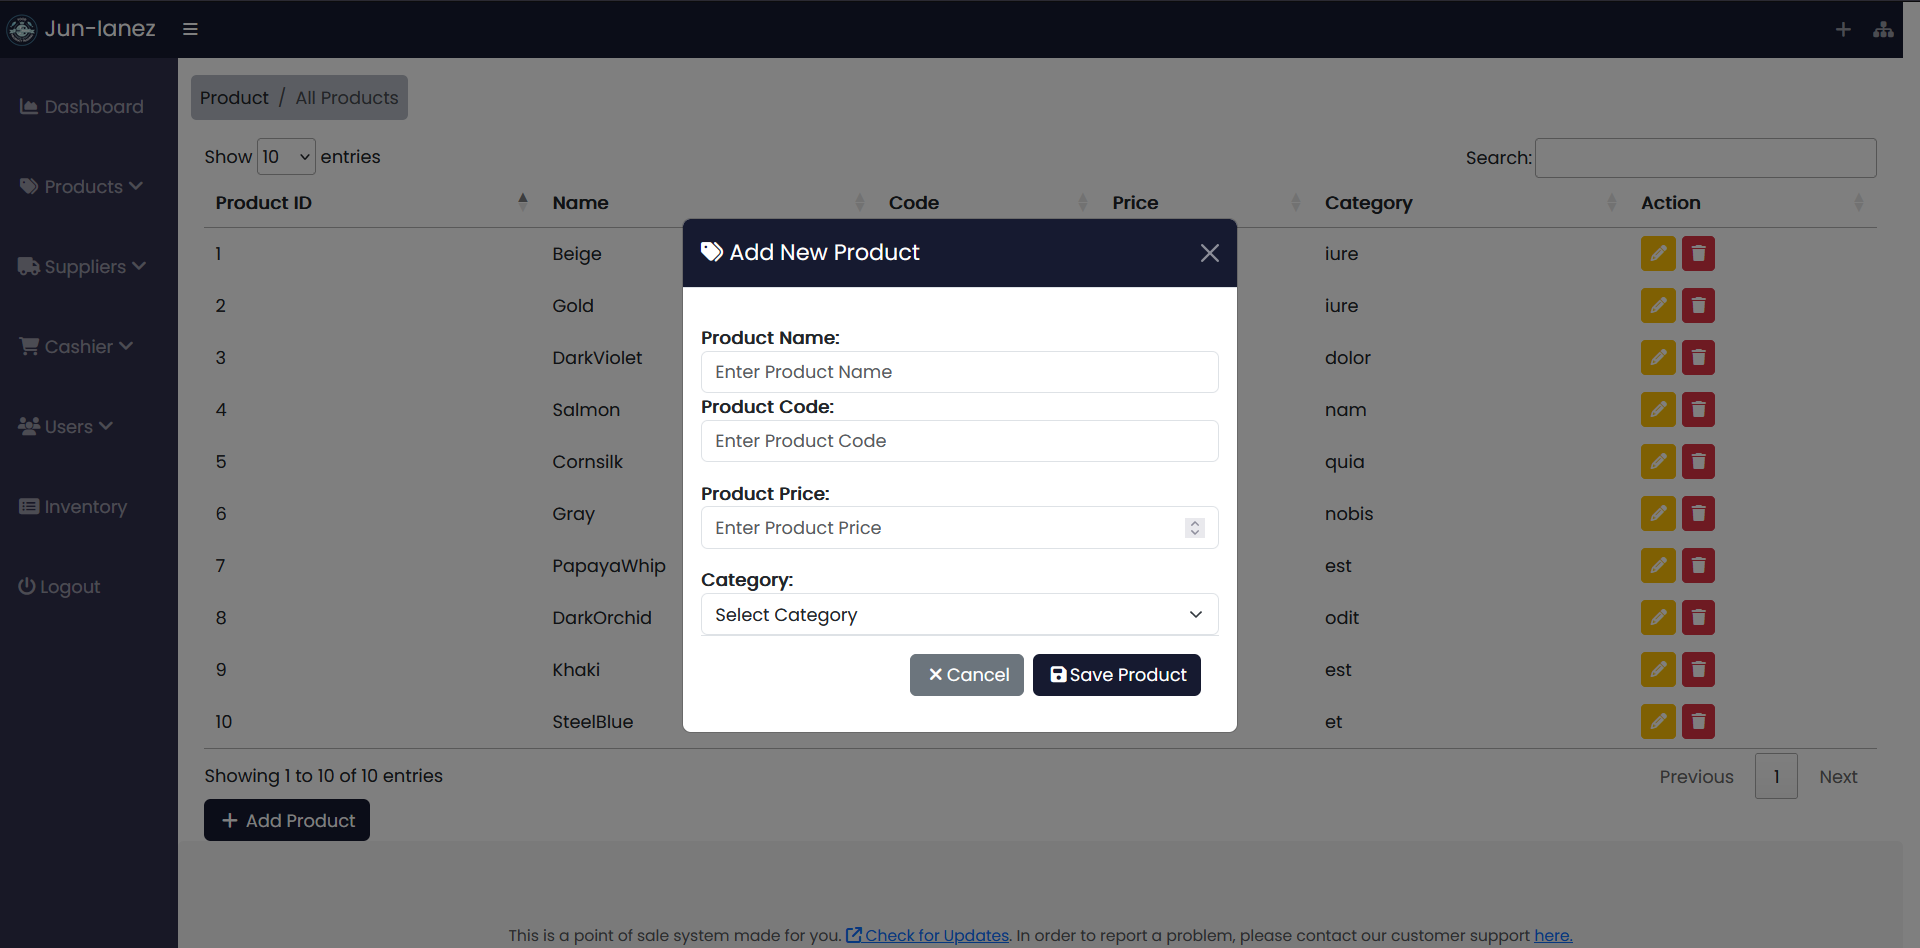 Jun-lanez
Dashboard
Products
Suppliers
Cashier
Users
Inventory
Logout
Product / All Products
Show 10 entries
Search:
Product ID Name Code Price Category Action
1 Beige iure
2 Gold iure
3 DarkViolet dolor
4 Salmon nam
5 Cornsilk quia
6 Gray nobis
7 PapayaWhip est
8 DarkOrchid odit
9 Khaki est
10 SteelBlue et
Showing 1 to 10 of 10 entries
Previous 1 Next
Add Product
Add New Product
Product Name:
Enter Product Name
Product Code:
Enter Product Code
Product Price:
Enter Product Price
Category:
Select Category
Cancel Save Product
This is a point of sale system made for you. Check for Updates. In order to report a problem, please contact our customer support here.